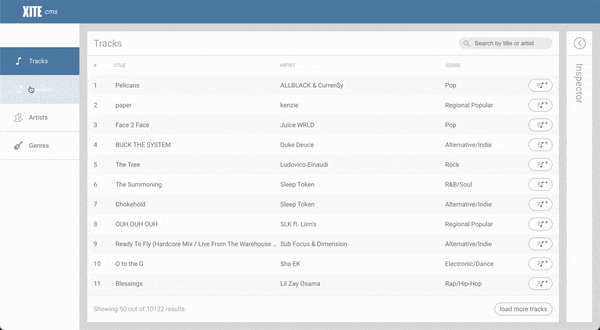 XITE cms
Tracks
Artists
Genres
Tracks
Search by title or artist
# TITLE ARTIST GENRE
1 Pelicans ALLBLACK & Curren$y Pop
2 paper kenzie Regional Popular
3 Face 2 Face Juice WRLD Pop
4 BUCK THE SYSTEM Duke Deuce Alternative/Indie
5 The Tree Ludovico Einaudi Rock
6 The Summoning Sleep Token R&B/Soul
7 Chokehold Sleep Token Alternative/Indie
8 OUH OUH OUH SLK ft. Liim's Regional Popular
9 Ready To Fly (Hardcore Mix / Live From The Warehouse ... Sub Focus & Dimension Alternative/Indie
10 O to the G Sha EK Electronic/Dance
11 Blessings Lil Zay Osama Rap/Hip-Hop
Showing 50 out of 10122 results
load more tracks
Inspector